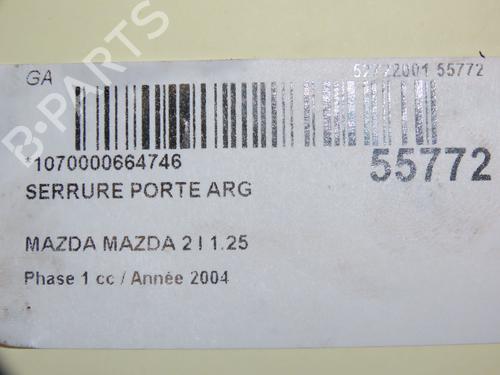 GA
52722001 55772
*1070000664746
55772
SERRURE PORTE ARG
MAZDA MAZDA 2 I 1.25
Phase 1 cc / Année 2004
B-PARTS